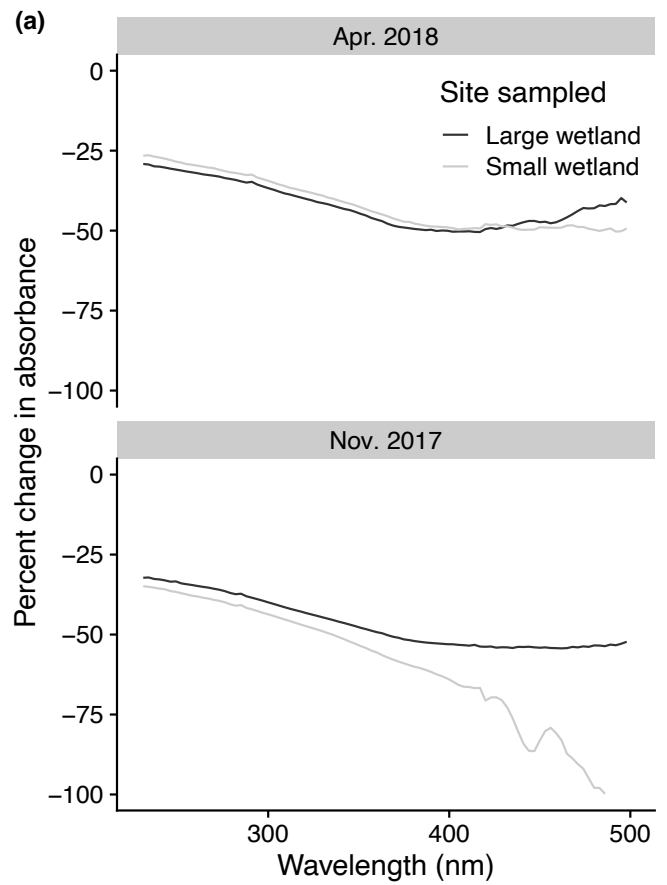 (a)
Apr. 2018
0
−25
−50
−75
−100
Site sampled
Large wetland
Small wetland
Nov. 2017
0
−25
−50
−75
−100
300 400 500
Wavelength (nm)
Percent change in absorbance